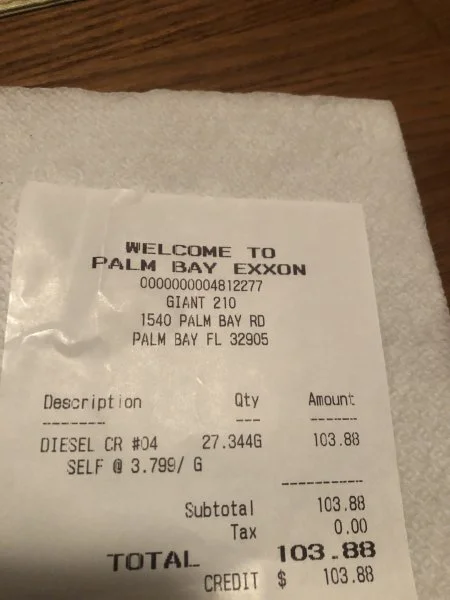 WELCOME TO
PALM BAY EXXON
0000000004812277
GIANT 210
1540 PALM BAY RD
PALM BAY FL 32905
Description Qty Amount
------- --- ------
DIESEL CR #04 27.344G 103.88
SELF @ 3.799/ G
----------
Subtotal 103.88
Tax 0.00
TOTAL 103.88
CREDIT $ 103.88